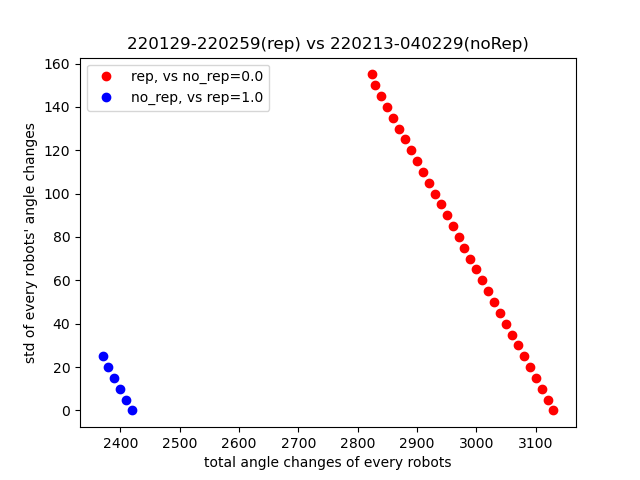 220129-220259(rep) vs 220213-040229(noRep)
rep, vs no_rep=0.0
no_rep, vs rep=1.0
std of every robots' angle changes
160
140
120
100
80
60
40
20
0
2400 2500 2600 2700 2800 2900 3000 3100
total angle changes of every robots